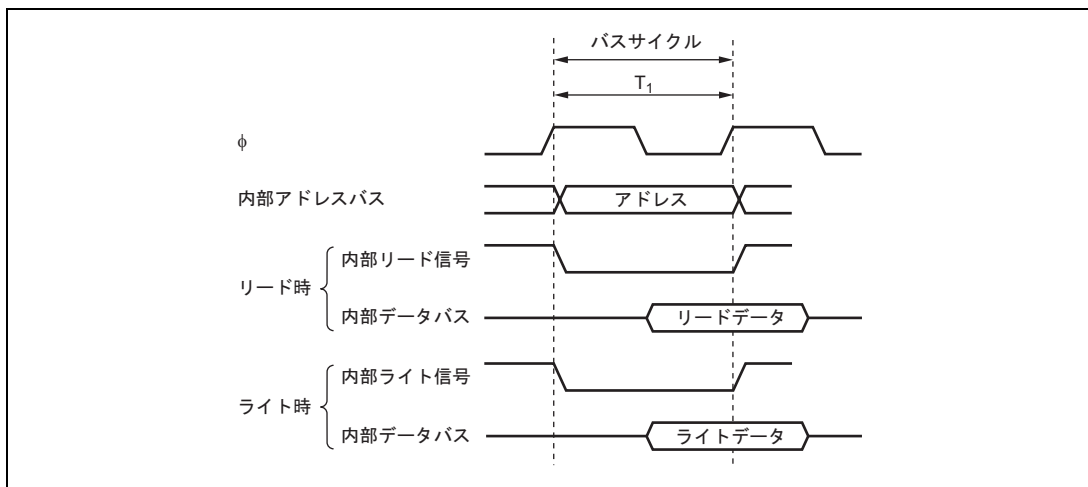 バスサイクル
T1
φ
内部アドレスバス
アドレス
リード時
内部リード信号
内部データバス
リードデータ
ライト時
内部ライト信号
内部データバス
ライトデータ